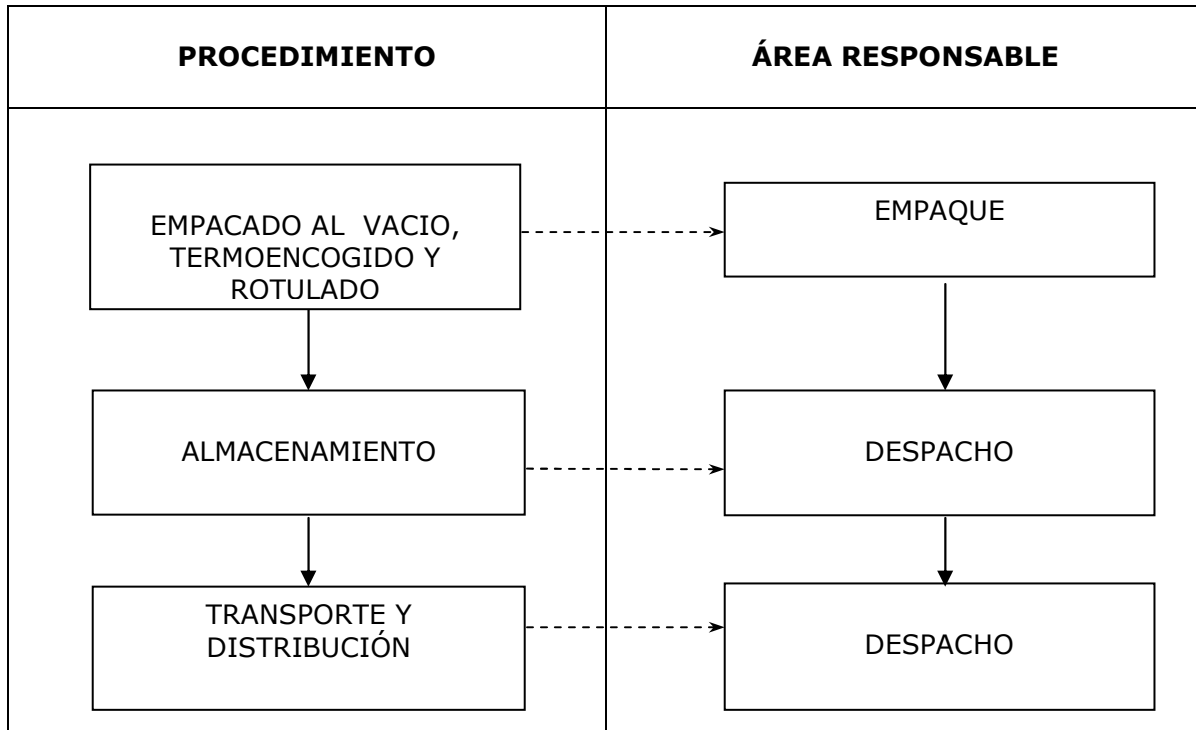 PROCEDIMIENTO
ÁREA RESPONSABLE
EMPACADO AL VACIO,
TERMOENCOGIDO Y
ROTULADO
EMPAQUE
ALMACENAMIENTO
DESPACHO
TRANSPORTE Y
DISTRIBUCIÓN
DESPACHO